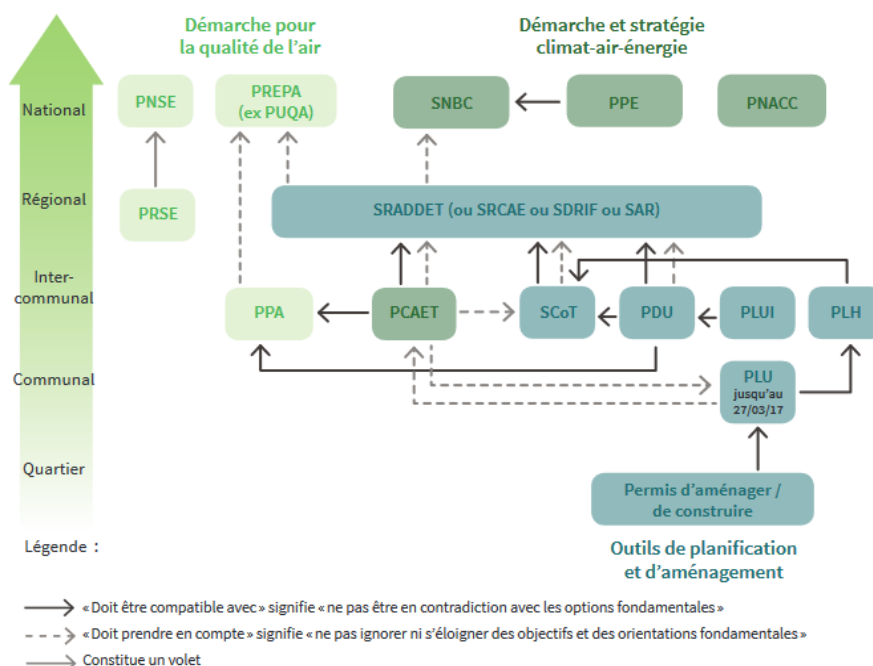 Démarche pour
la qualité de l'air
Démarche et stratégie
climat-air-énergie
National
PNSE
PREPA
(ex PUQA)
SNBC
PPE
PNACC
Régional
PRSE
SRADDET (ou SRCAE ou SDRIF ou SAR)
Inter-
communal
PPA
PCAET
SCoT
PDU
PLUI
PLH
Communal
PLU
jusqu'au
27/03/17
Quartier
Permis d'aménager /
de construire
Légende :
Outils de planification
et d'aménagement
« Doit être compatible avec » signifie « ne pas être en contradiction avec les options fondamentales »
« Doit prendre en compte » signifie « ne pas ignorer ni s'éloigner des objectifs et des orientations fondamentales »
Constitue un volet